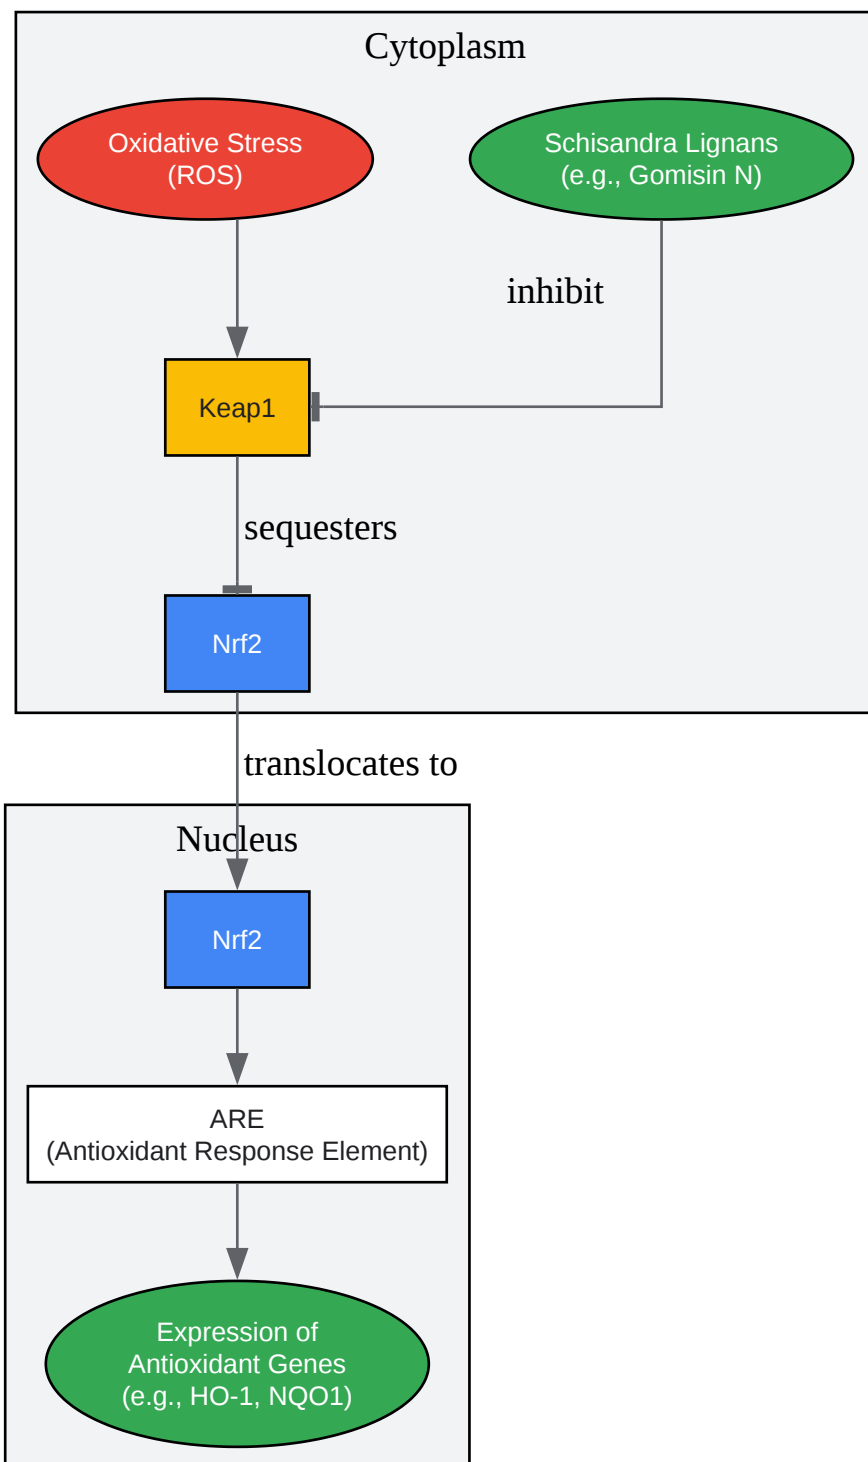 Cytoplasm
Oxidative Stress
(ROS)
Schisandra Lignans
(e.g., Gomisin N)
inhibit
Keap1
sequesters
Nrf2
translocates to
Nucleus
Nrf2
ARE
(Antioxidant Response Element)
Expression of
Antioxidant Genes
(e.g., HO-1, NQO1)